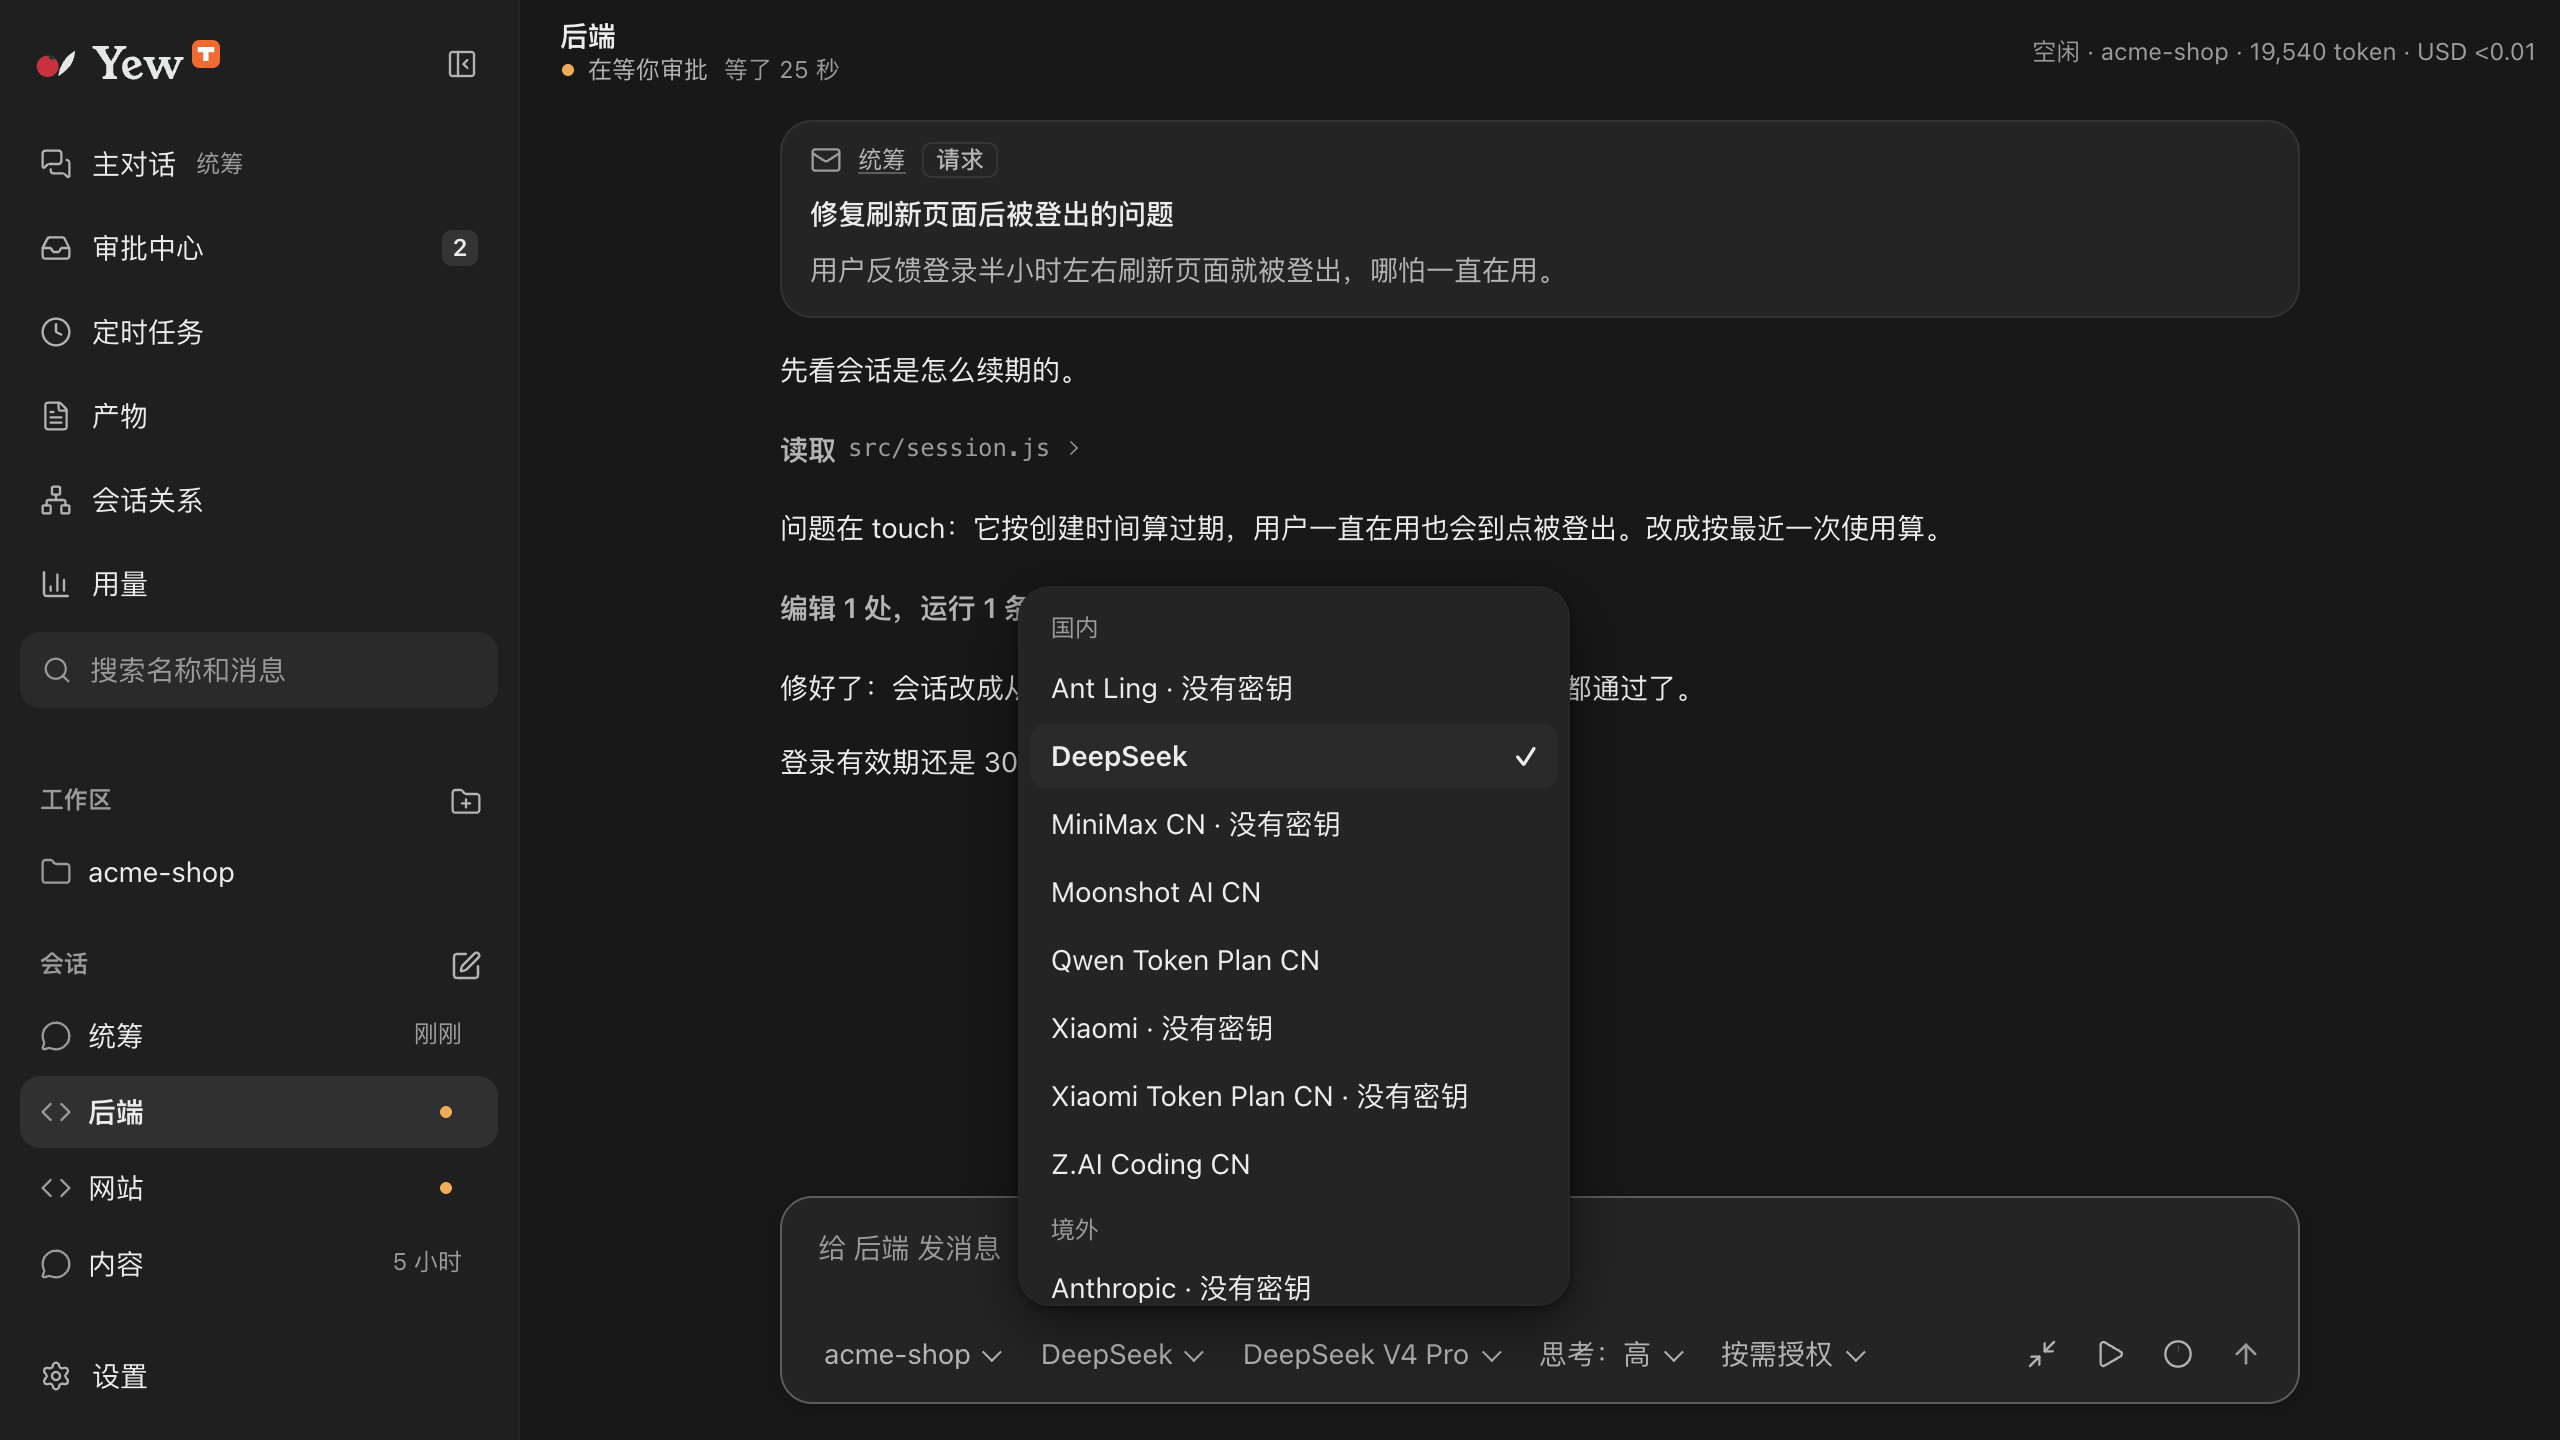 Yew T
主对话 统筹
审批中心 2
定时任务
产物
会话关系
用量
搜索名称和消息
工作区
acme-shop
会话
统筹 刚刚
后端
网站
内容 5 小时
设置
后端
在等你审批 等了 25 秒
空闲 · acme-shop · 19,540 token · USD <0.01
统筹 请求
修复刷新页面后被登出的问题
用户反馈登录半小时左右刷新页面就被登出，哪怕一直在用。
先看会话是怎么续期的。
读取 src/session.js
问题在 touch：它按创建时间算过期，用户一直在用也会到点被登出。改成按最近一次使用算。
编辑 1 处，运行 1 条
修好了：会话改成 都通过了。
登录有效期还是 30
国内
Ant Ling · 没有密钥
DeepSeek
MiniMax CN · 没有密钥
Moonshot AI CN
Qwen Token Plan CN
Xiaomi · 没有密钥
Xiaomi Token Plan CN · 没有密钥
Z.AI Coding CN
境外
Anthropic · 没有密钥
给 后端 发消息
acme-shop DeepSeek DeepSeek V4 Pro 思考：高 按需授权